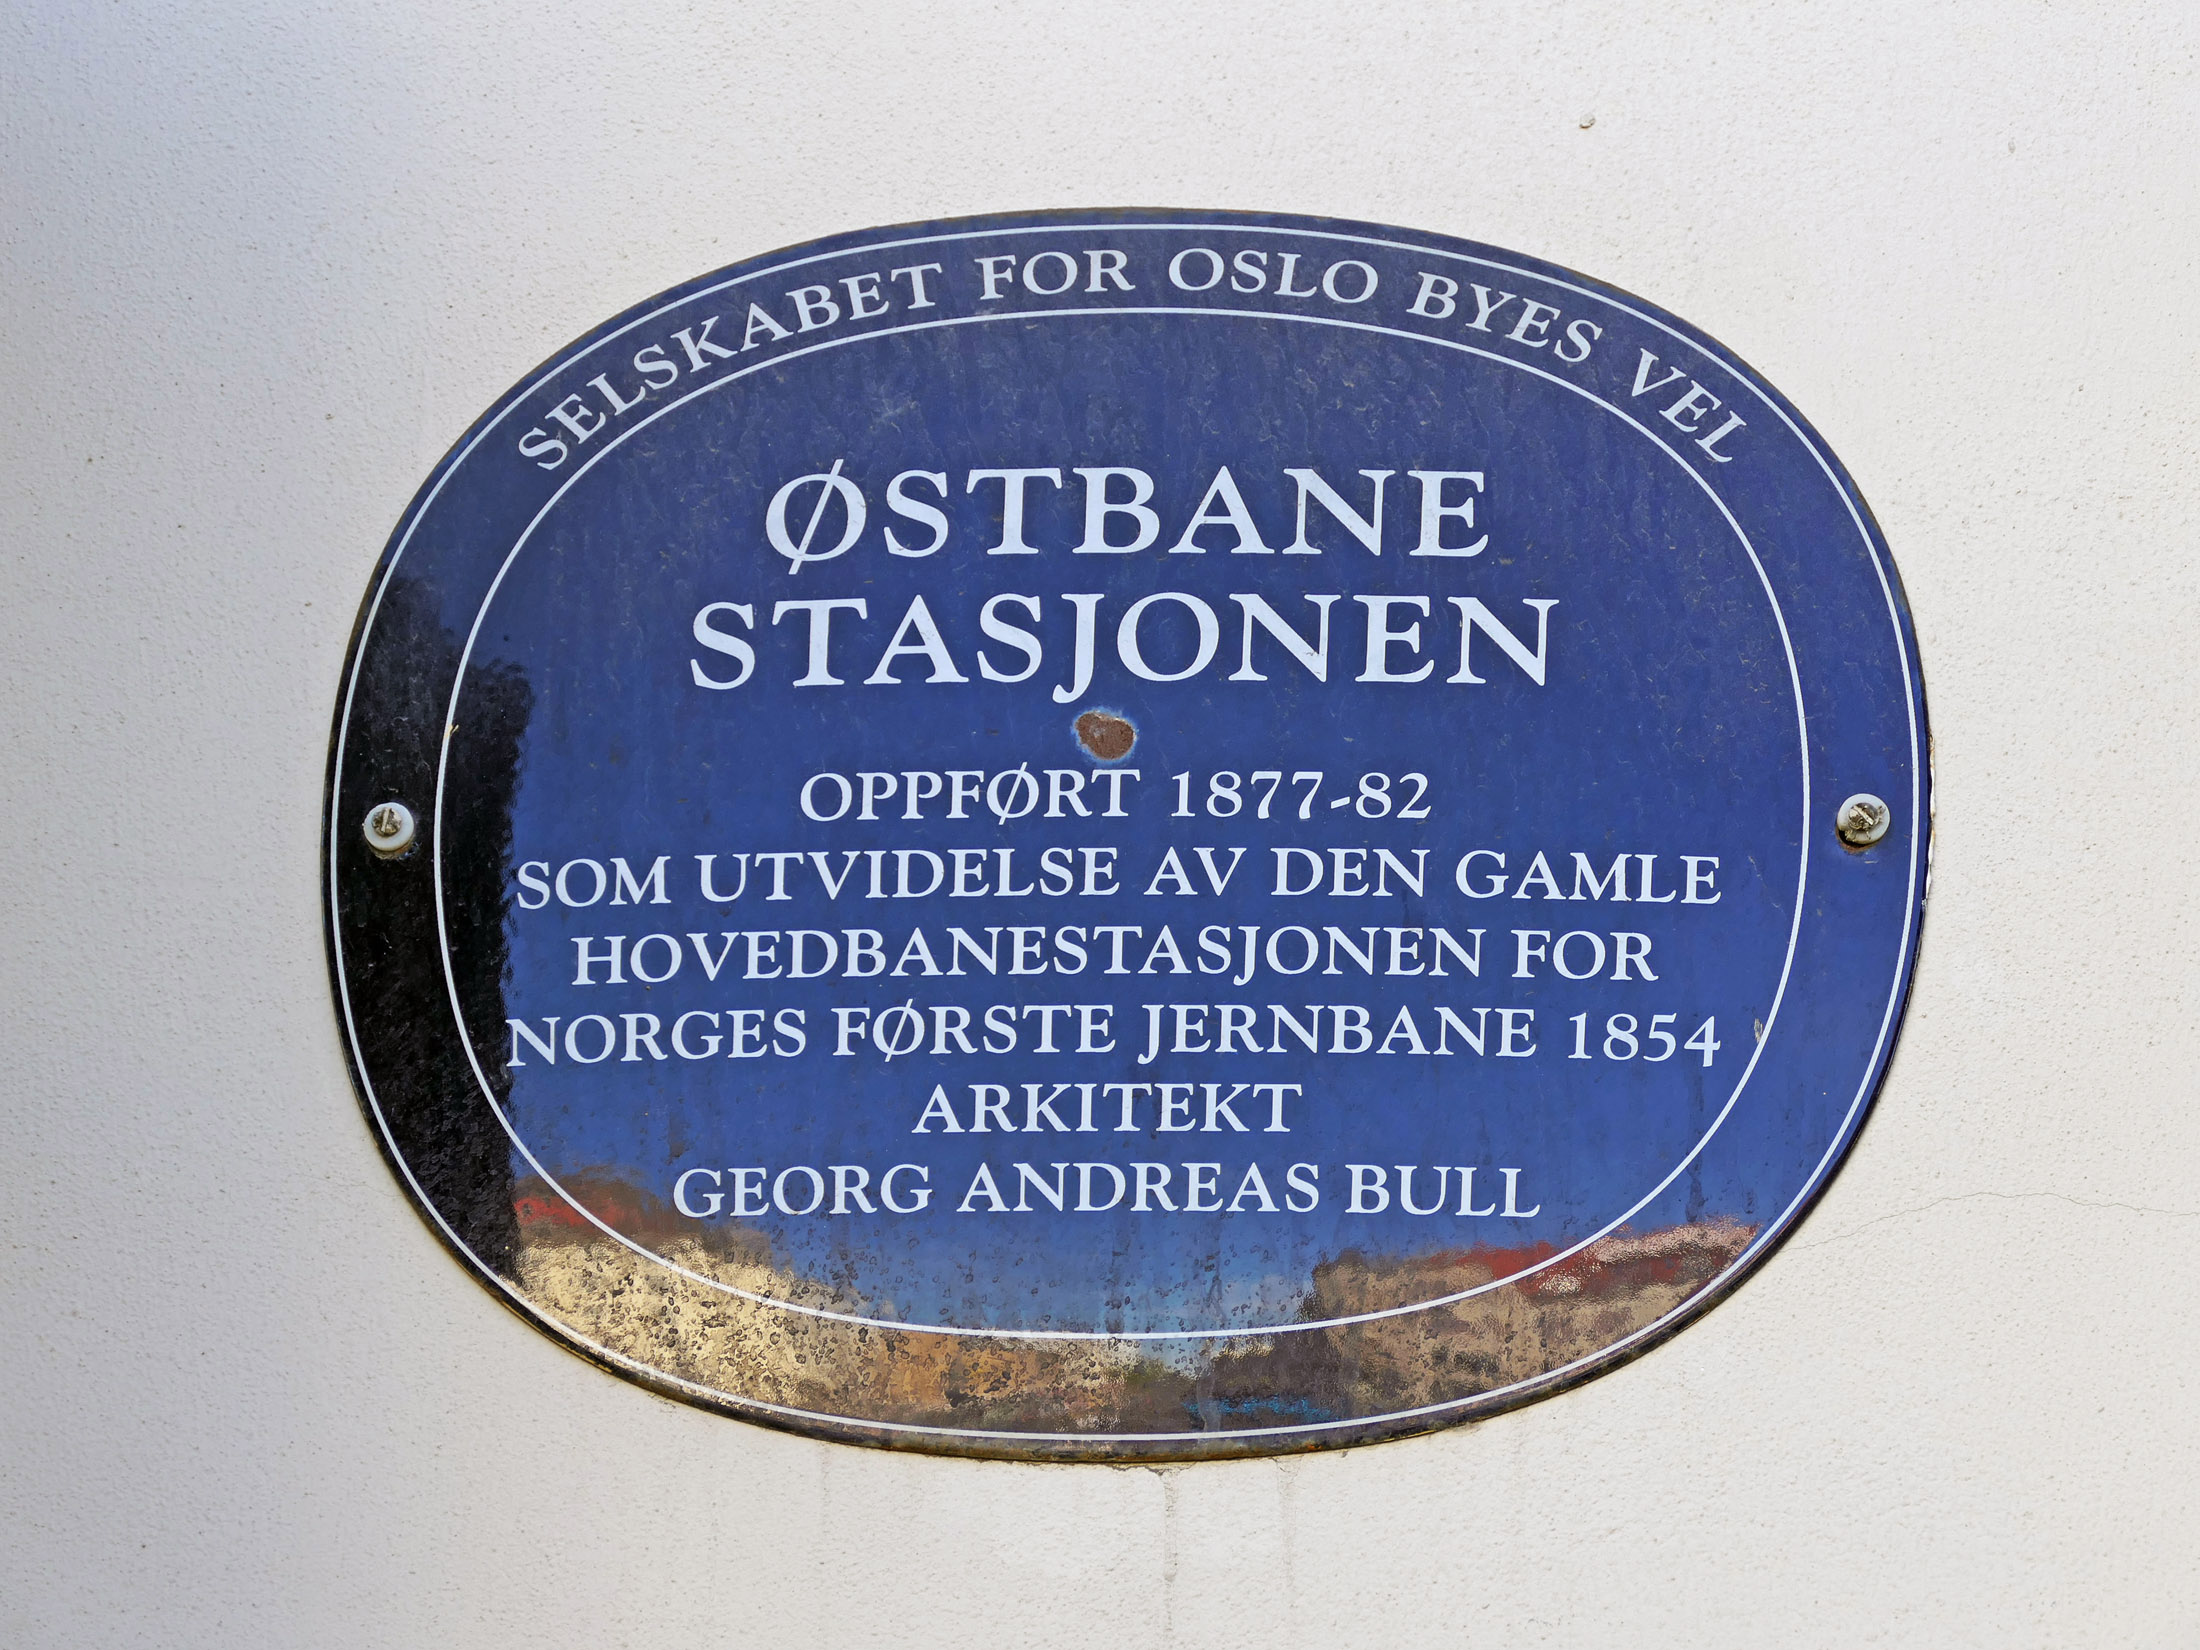 SELSKABET FOR OSLO BYES VEL
ØSTBANE
STASJONEN
OPPFØRT 1877-82
SOM UTVIDELSE AV DEN GAMLE
HOVEDBANESTASJONEN FOR
NORGES FØRSTE JERNBANE 1854
ARKITEKT
GEORG ANDREAS BULL